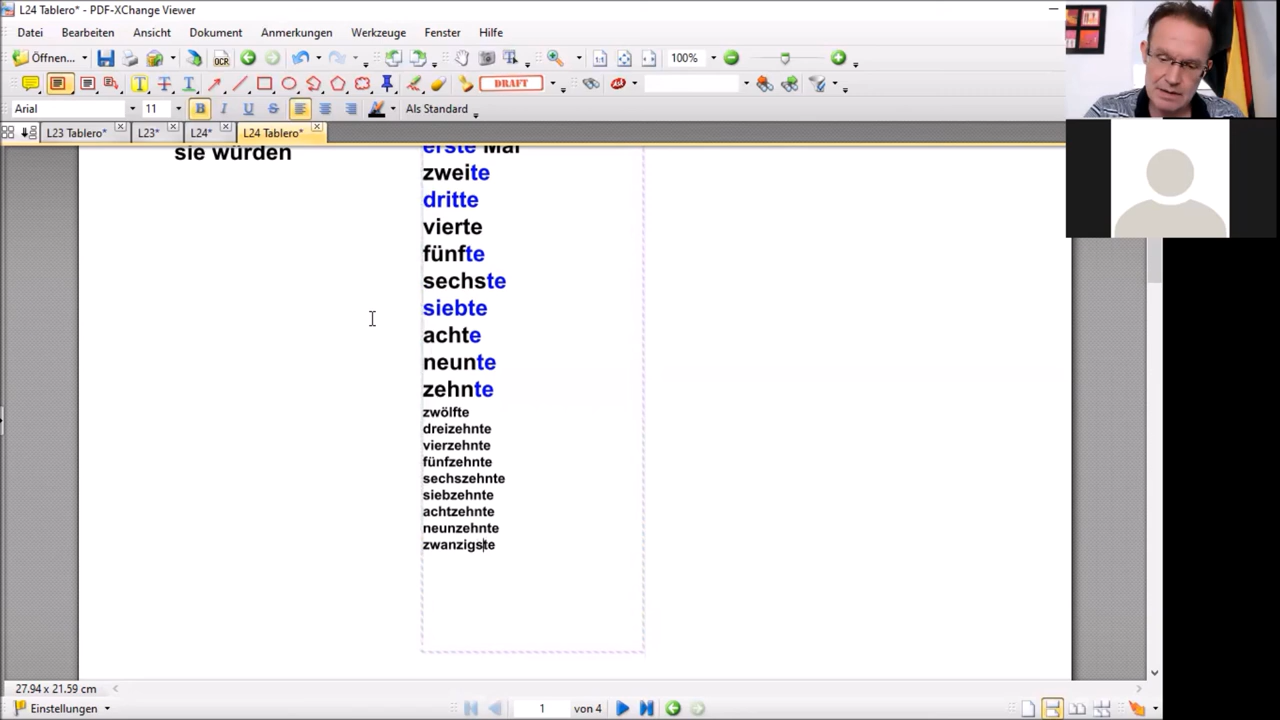 L24 Tablero* - PDF-XChange Viewer
Datei Bearbeiten Ansicht Dokument Anmerkungen Werkzeuge Fenster Hilfe
Öffnen... OCR 100%
DRAFT
Arial 11 B I U S Als Standard
L23 Tablero* L23* L24* L24 Tablero*
sie würden
erste Mal
zweite
dritte
vierte
fünfte
sechste
siebte
achte
neunte
zehnte
zwölfte
dreizehnte
vierzehnte
fünfzehnte
sechszehnte
siebzehnte
achtzehnte
neunzehnte
zwanzigste
27.94 x 21.59 cm
Einstellungen 1 von 4